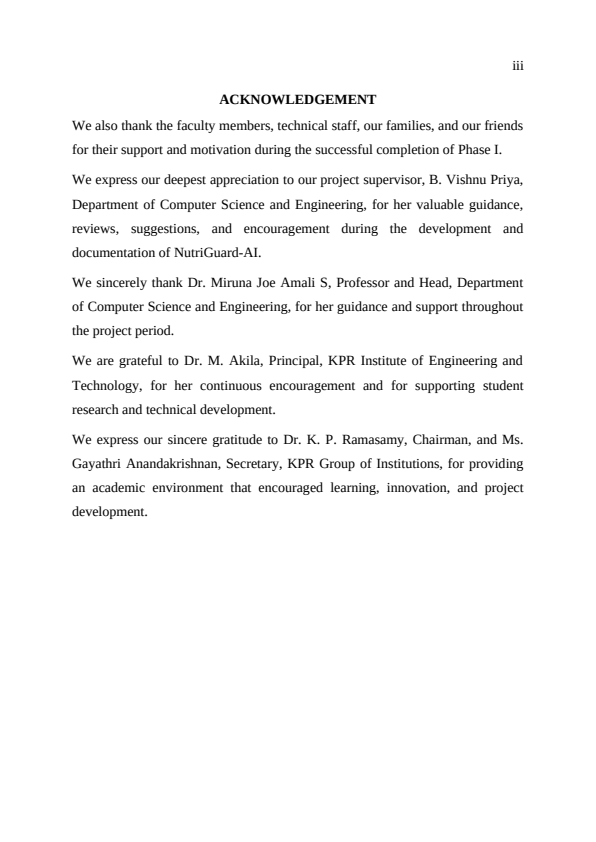 iii
ACKNOWLEDGEMENT
We also thank the faculty members, technical staff, our families, and our friends
for their support and motivation during the successful completion of Phase I.
We express our deepest appreciation to our project supervisor, B. Vishnu Priya,
Department of Computer Science and Engineering, for her valuable guidance,
reviews, suggestions, and encouragement during the development and
documentation of NutriGuard-AI.
We sincerely thank Dr. Miruna Joe Amali S, Professor and Head, Department
of Computer Science and Engineering, for her guidance and support throughout
the project period.
We are grateful to Dr. M. Akila, Principal, KPR Institute of Engineering and
Technology, for her continuous encouragement and for supporting student
research and technical development.
We express our sincere gratitude to Dr. K. P. Ramasamy, Chairman, and Ms.
Gayathri Anandakrishnan, Secretary, KPR Group of Institutions, for providing
an academic environment that encouraged learning, innovation, and project
development.